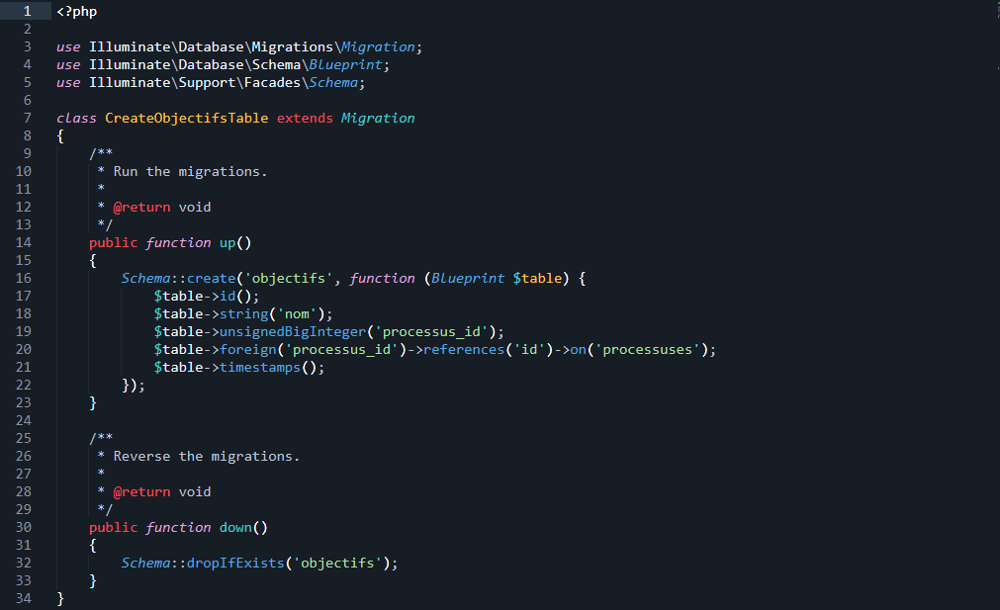 1 <?php
2
3 use Illuminate\Database\Migrations\Migration;
4 use Illuminate\Database\Schema\Blueprint;
5 use Illuminate\Support\Facades\Schema;
6
7 class CreateObjectifsTable extends Migration
8 {
9     /**
10      * Run the migrations.
11      *
12      * @return void
13      */
14     public function up()
15     {
16         Schema::create('objectifs', function (Blueprint $table) {
17             $table->id();
18             $table->string('nom');
19             $table->unsignedBigInteger('processus_id');
20             $table->foreign('processus_id')->references('id')->on('processuses');
21             $table->timestamps();
22         });
23     }
24
25     /**
26      * Reverse the migrations.
27      *
28      * @return void
29      */
30     public function down()
31     {
32         Schema::dropIfExists('objectifs');
33     }
34 }